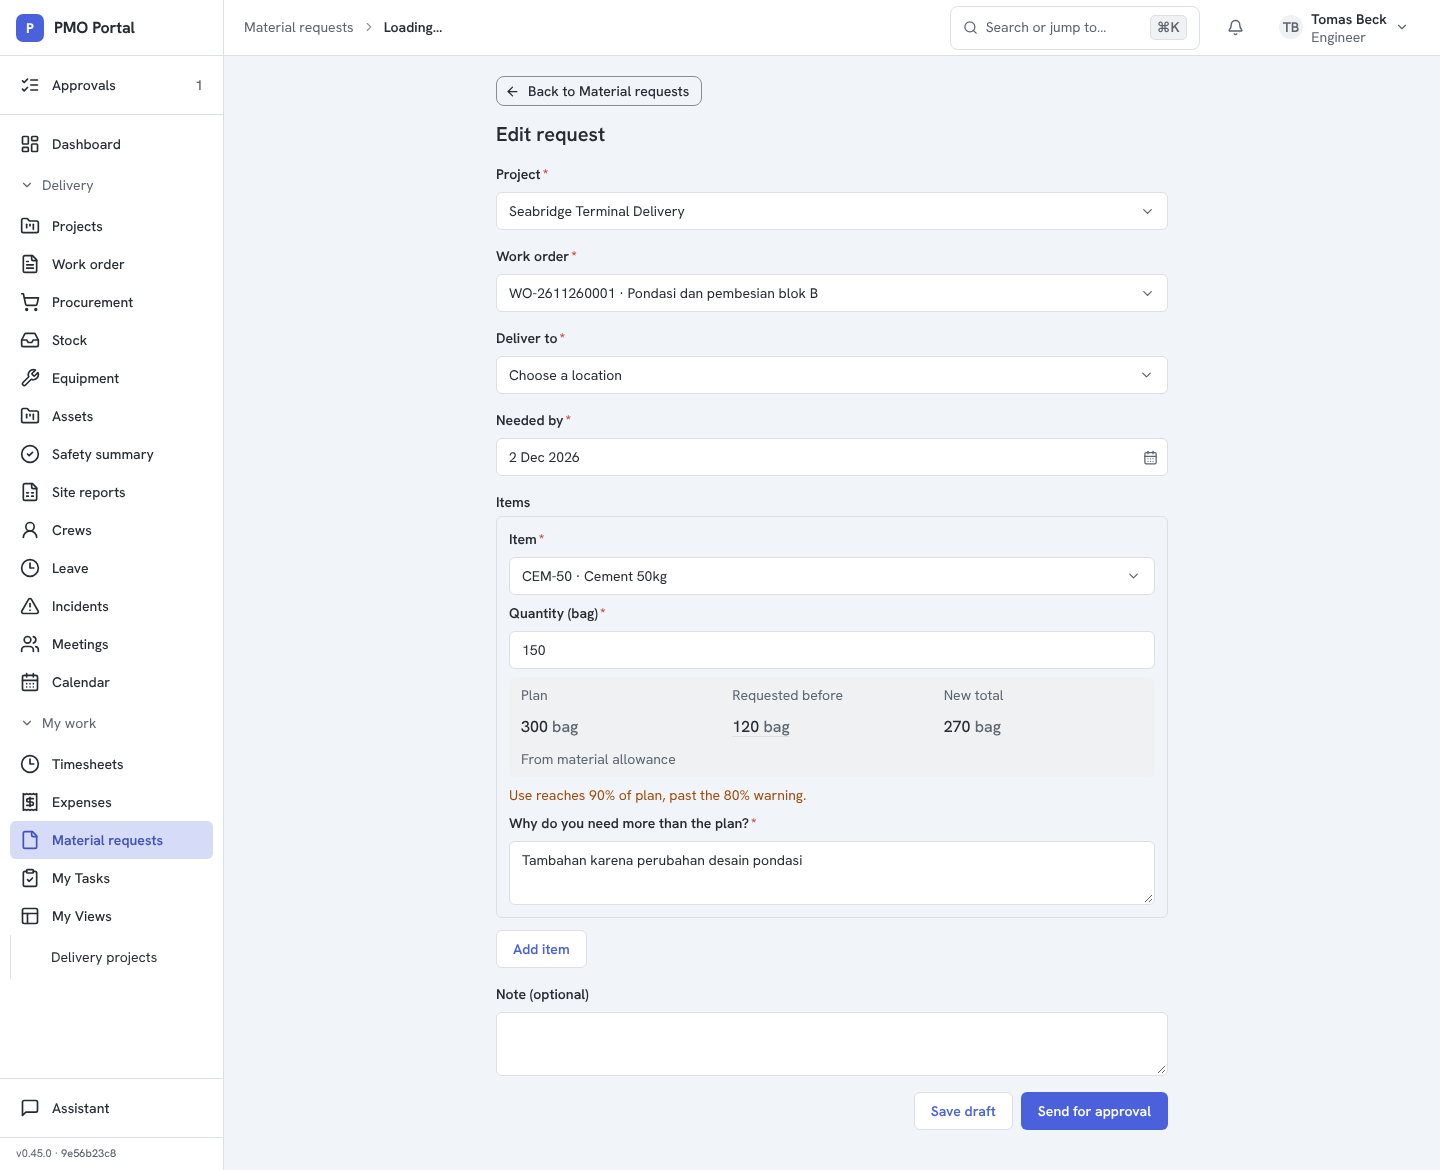 P PMO Portal
Material requests > Loading...
Search or jump to... ⌘K
TB Tomas Beck
Engineer
Approvals 1
Dashboard
Delivery
Projects
Work order
Procurement
Stock
Equipment
Assets
Safety summary
Site reports
Crews
Leave
Incidents
Meetings
Calendar
My work
Timesheets
Expenses
Material requests
My Tasks
My Views
Delivery projects
Assistant
v0.45.0 · 9e56b23c8
Back to Material requests
Edit request
Project *
Seabridge Terminal Delivery
Work order *
WO-2611260001 · Pondasi dan pembesian blok B
Deliver to *
Choose a location
Needed by *
2 Dec 2026
Items
Item *
CEM-50 · Cement 50kg
Quantity (bag) *
150
Plan Requested before New total
300 bag 120 bag 270 bag
From material allowance
Use reaches 90% of plan, past the 80% warning.
Why do you need more than the plan? *
Tambahan karena perubahan desain pondasi
Add item
Note (optional)
Save draft Send for approval